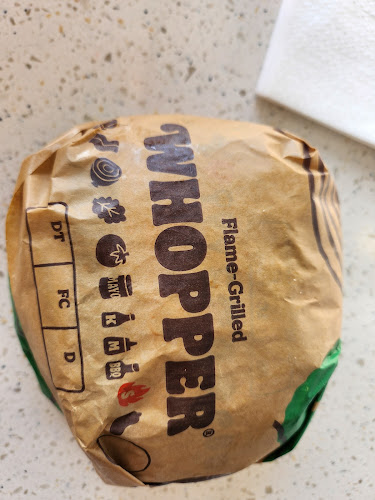 Flame-Grilled
WHOPPER®
MAYO
K
M
BBQ
S
DT
FC
D